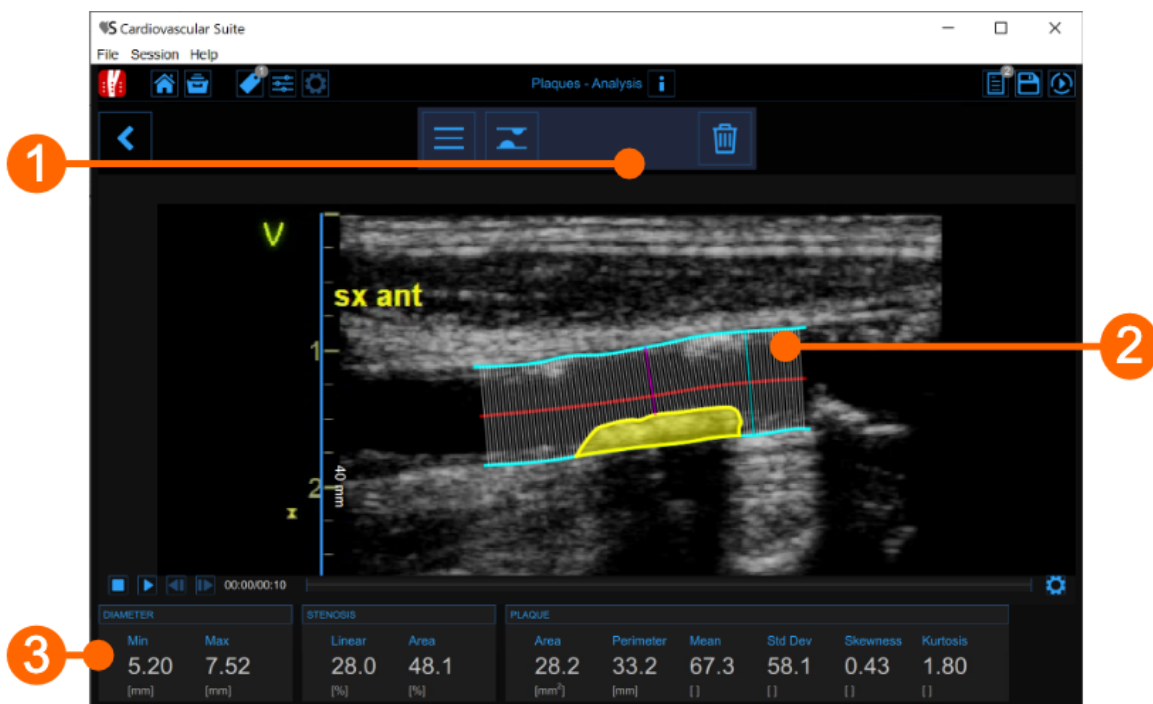 Cardiovascular Suite
File Session Help
1
Plaques - Analysis
2
1
V
sx ant
1
2
40 mm
2
00:00/00:10
DIAMETER
STENOSIS
PLAQUE
3
Min Max Linear Area Area Perimeter Mean Std Dev Skewness Kurtosis
5.20 7.52 28.0 48.1 28.2 33.2 67.3 58.1 0.43 1.80
[mm] [mm] [%] [%] [mm²] [mm] [ ] [ ] [ ] [ ]